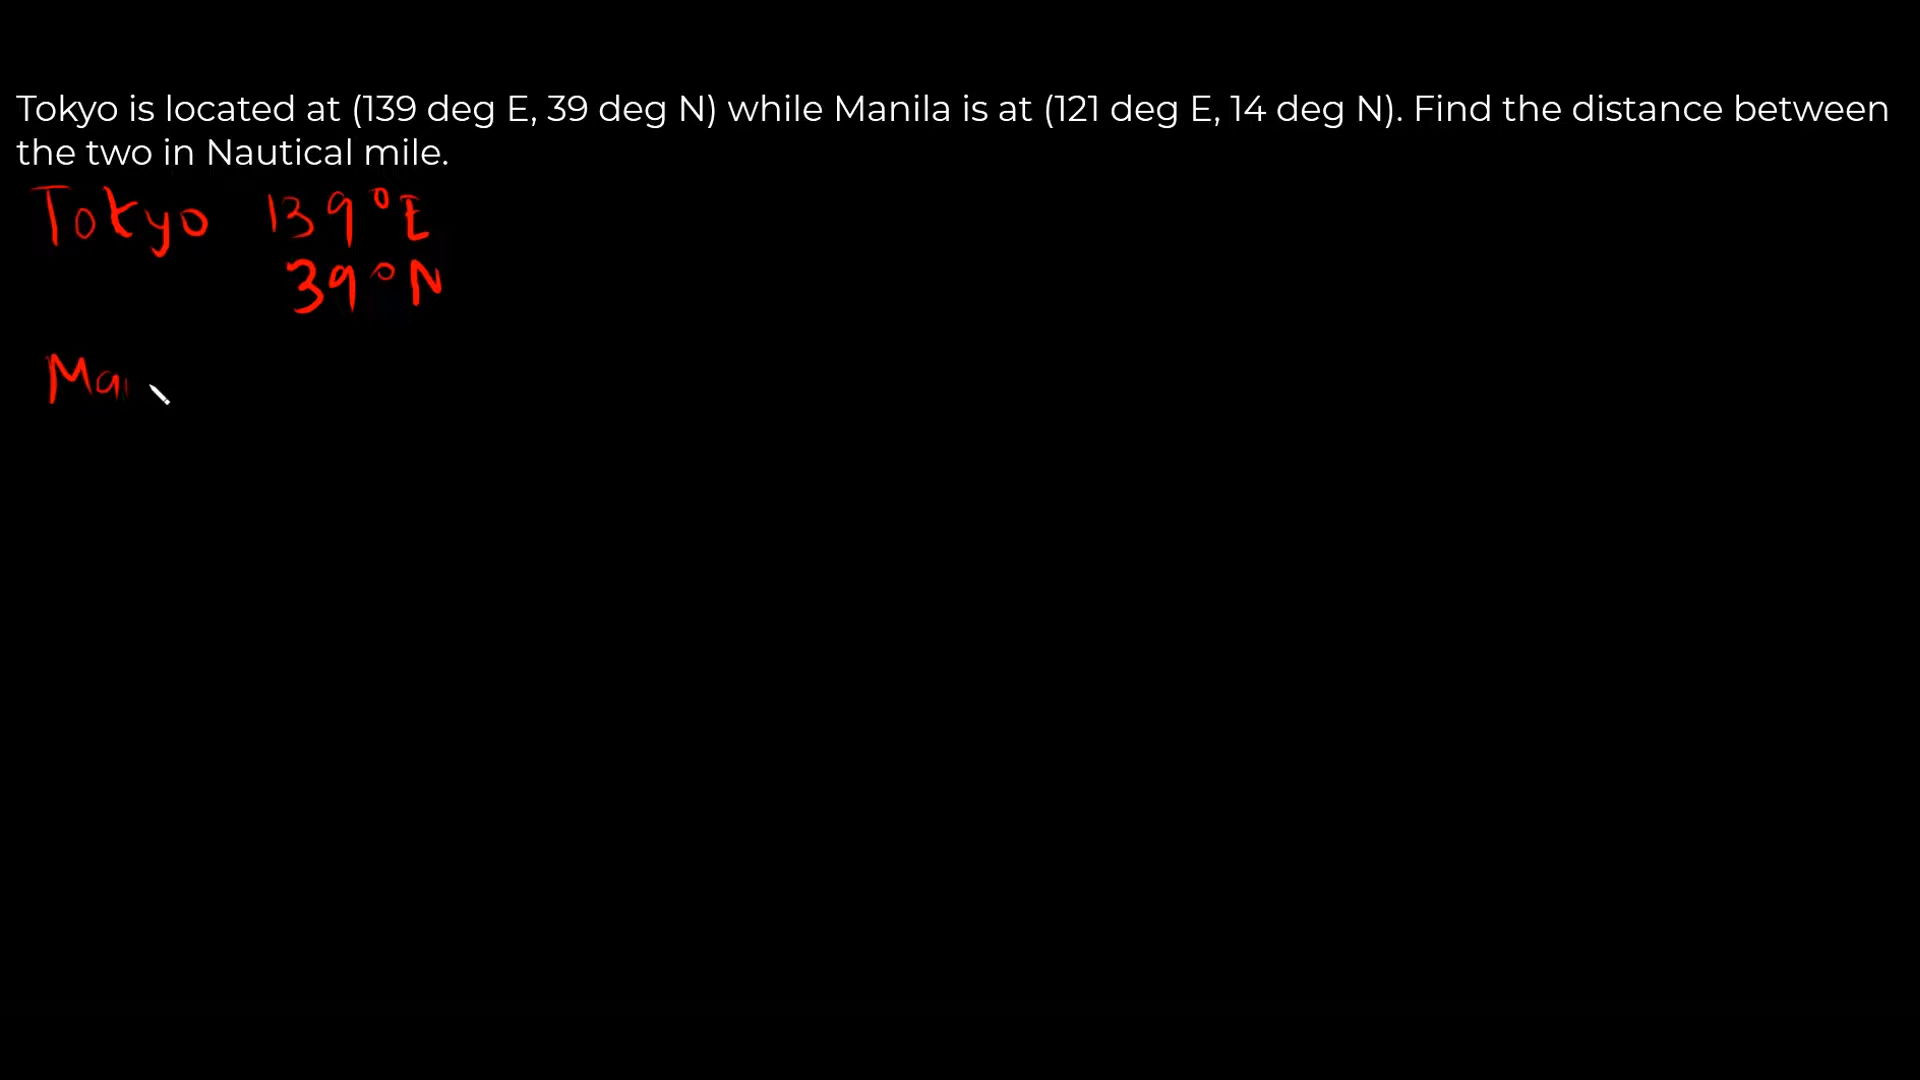 Tokyo is located at (139 deg E, 39 deg N) while Manila is at (121 deg E, 14 deg N). Find the distance between
the two in Nautical mile.
Tokyo 139°E
39°N
Man